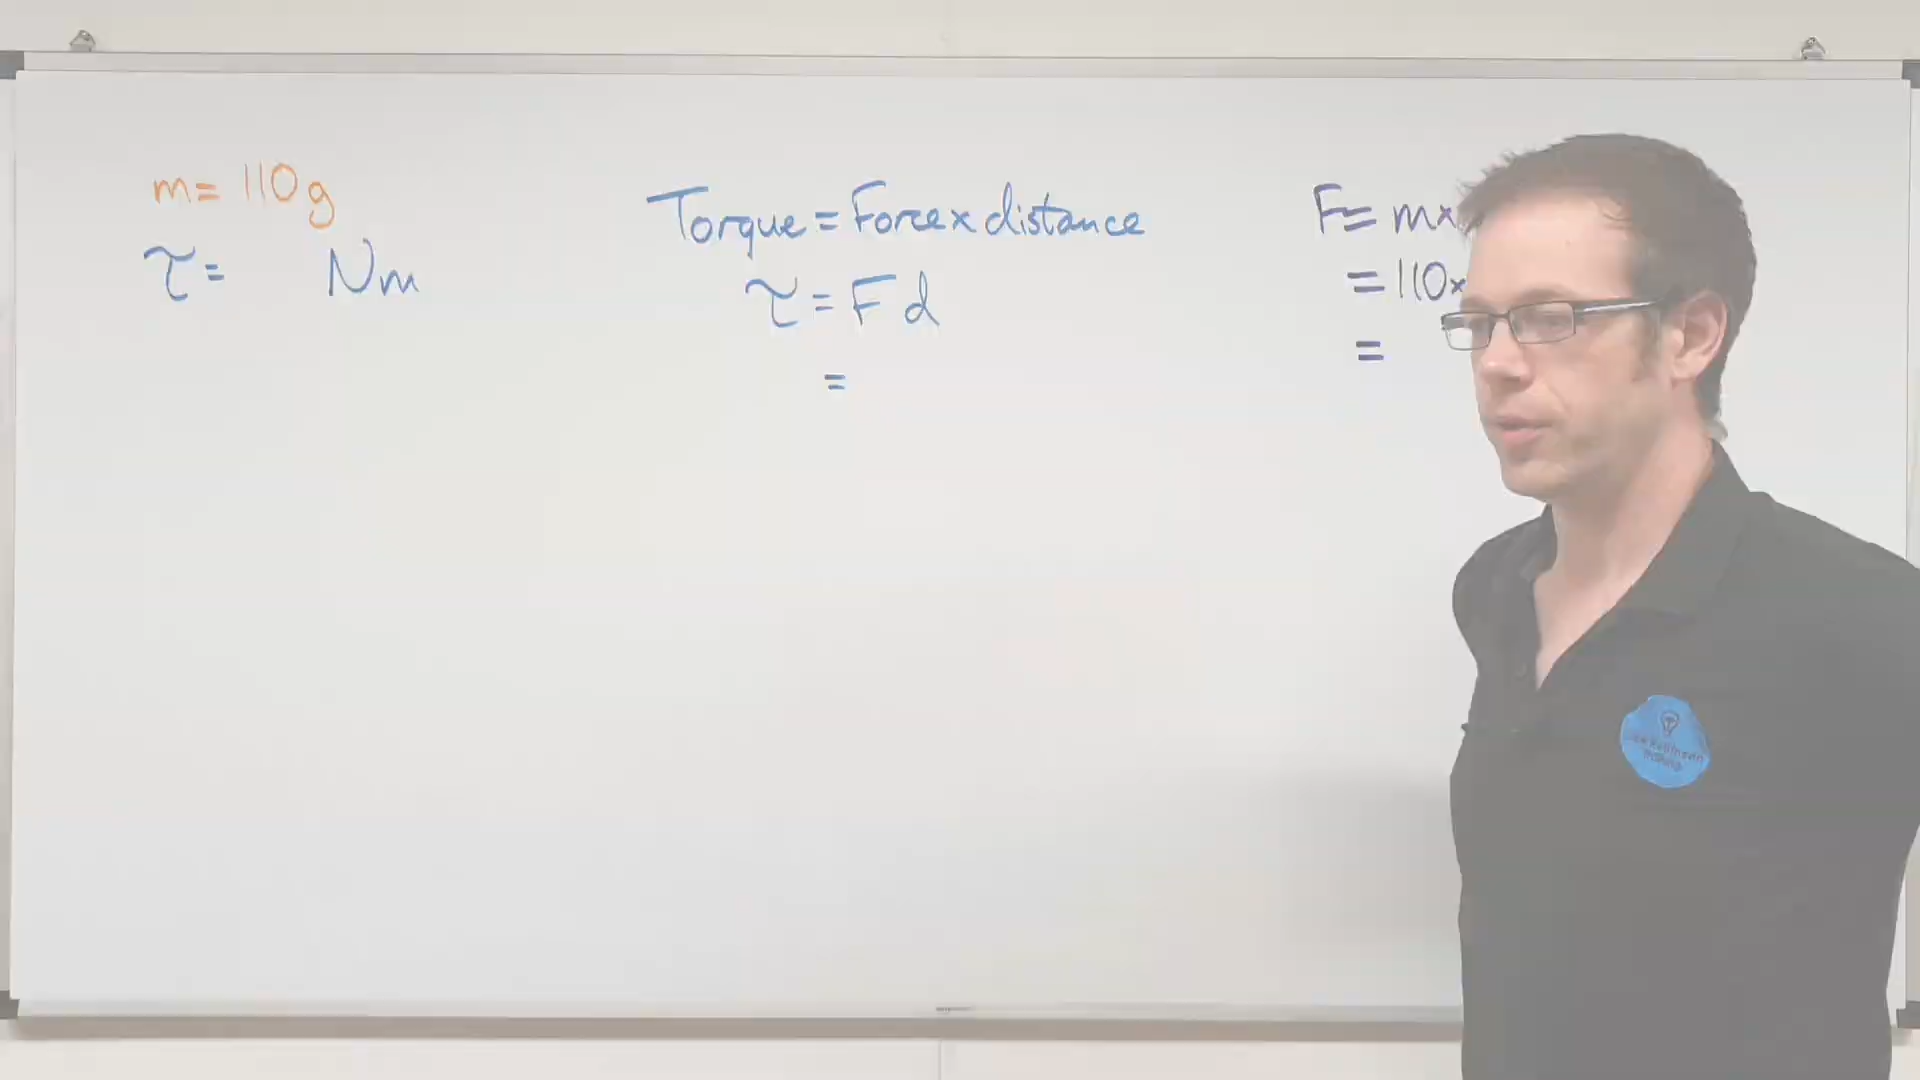 m= 110g
τ= Nm
Torque = Force x distance
τ = F d
=
F= mx
= 110x
=